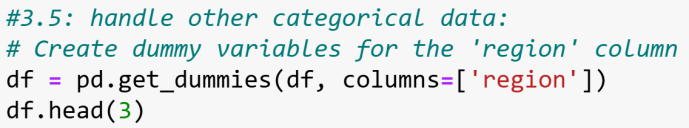 #3.5: handle other categorical data:
# Create dummy variables for the 'region' column
df = pd.get_dummies(df, columns=['region'])
df.head(3)